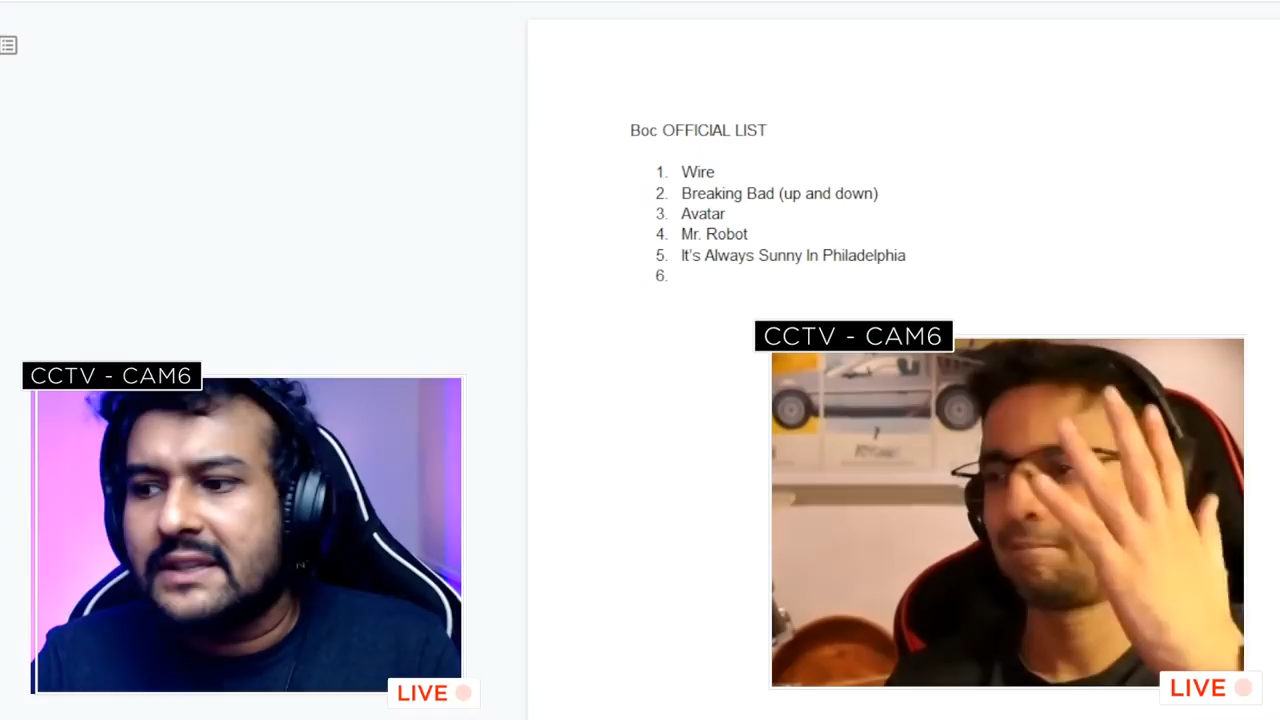 Boc OFFICIAL LIST
1. Wire
2. Breaking Bad (up and down)
3. Avatar
4. Mr. Robot
5. It's Always Sunny In Philadelphia
6.
CCTV - CAM6
CCTV - CAM6
LIVE
LIVE